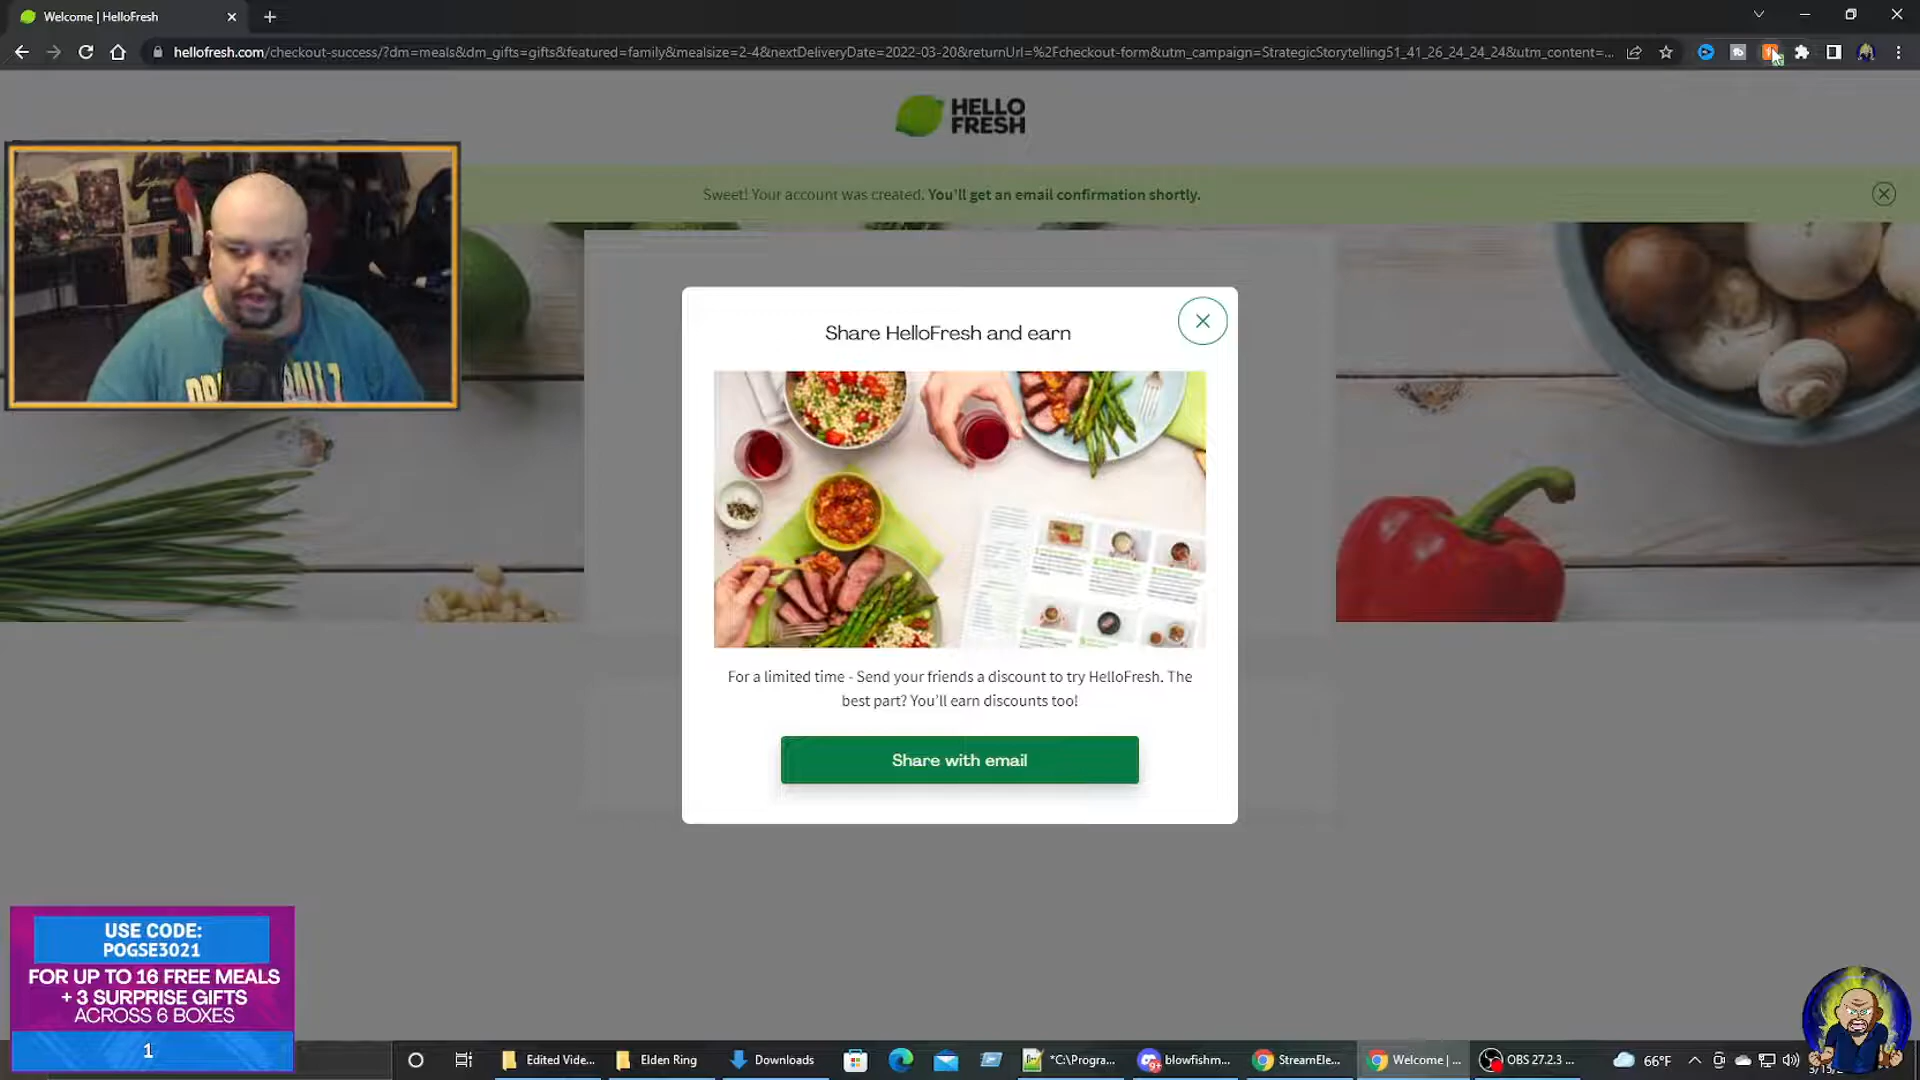 Welcome | HelloFresh
hellofresh.com/checkout-success/?dm=meals&dm_gifts=gifts&featured=family&mealsize=2-4&nextDeliveryDate=2022-03-20&returnUrl=%2Fcheckout-form&utm_campaign=StrategicStorytelling51_41_26_24_24_24&utm_content=...
HELLO
FRESH
Sweet! Your account was created. You'll get an email confirmation shortly.
Share HelloFresh and earn
For a limited time - Send your friends a discount to try HelloFresh. The
best part? You'll earn discounts too!
Share with email
USE CODE:
POGSE3021
FOR UP TO 16 FREE MEALS
+ 3 SURPRISE GIFTS
ACROSS 6 BOXES
1
Edited Vide...
Elden Ring
Downloads
*C:\Progra...
9+
blowfishm...
StreamEle...
Welcome | ...
OBS 27.2.3 ...
66°F